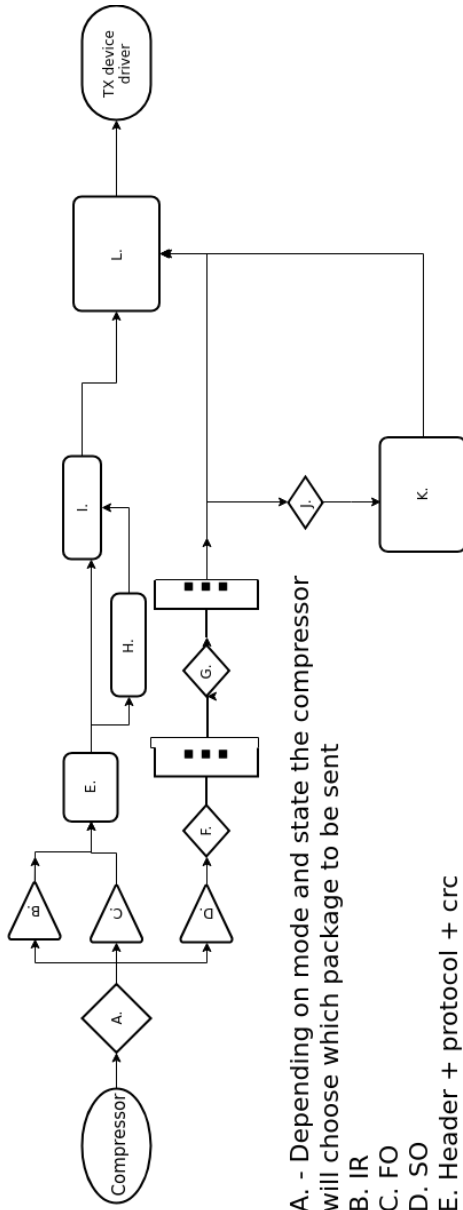 Compressor
A.
B.
C.
D.
E.
F.
G.
H.
I.
J.
K.
L.
TX device
driver
A. - Depending on mode and state the compressor
will choose which package to be sent
B. IR
C. FO
D. SO
E. Header + protocol + crc